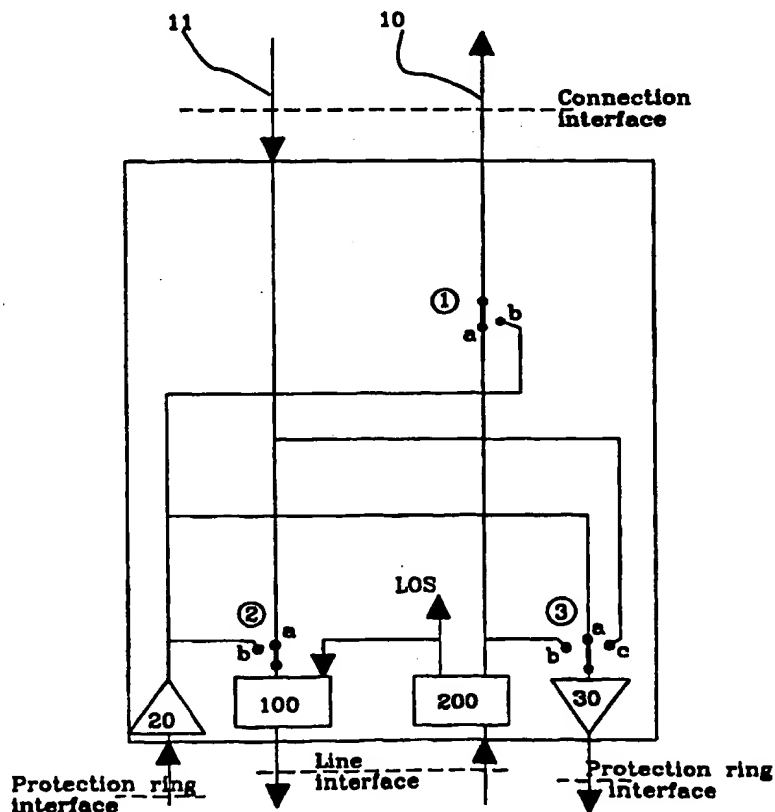 11
10
Connection
interface
①
b
a
LOS
②
a
b
③
a
b
c
20
100
200
30
Protection ring
interface
Line
interface
Protection ring
interface